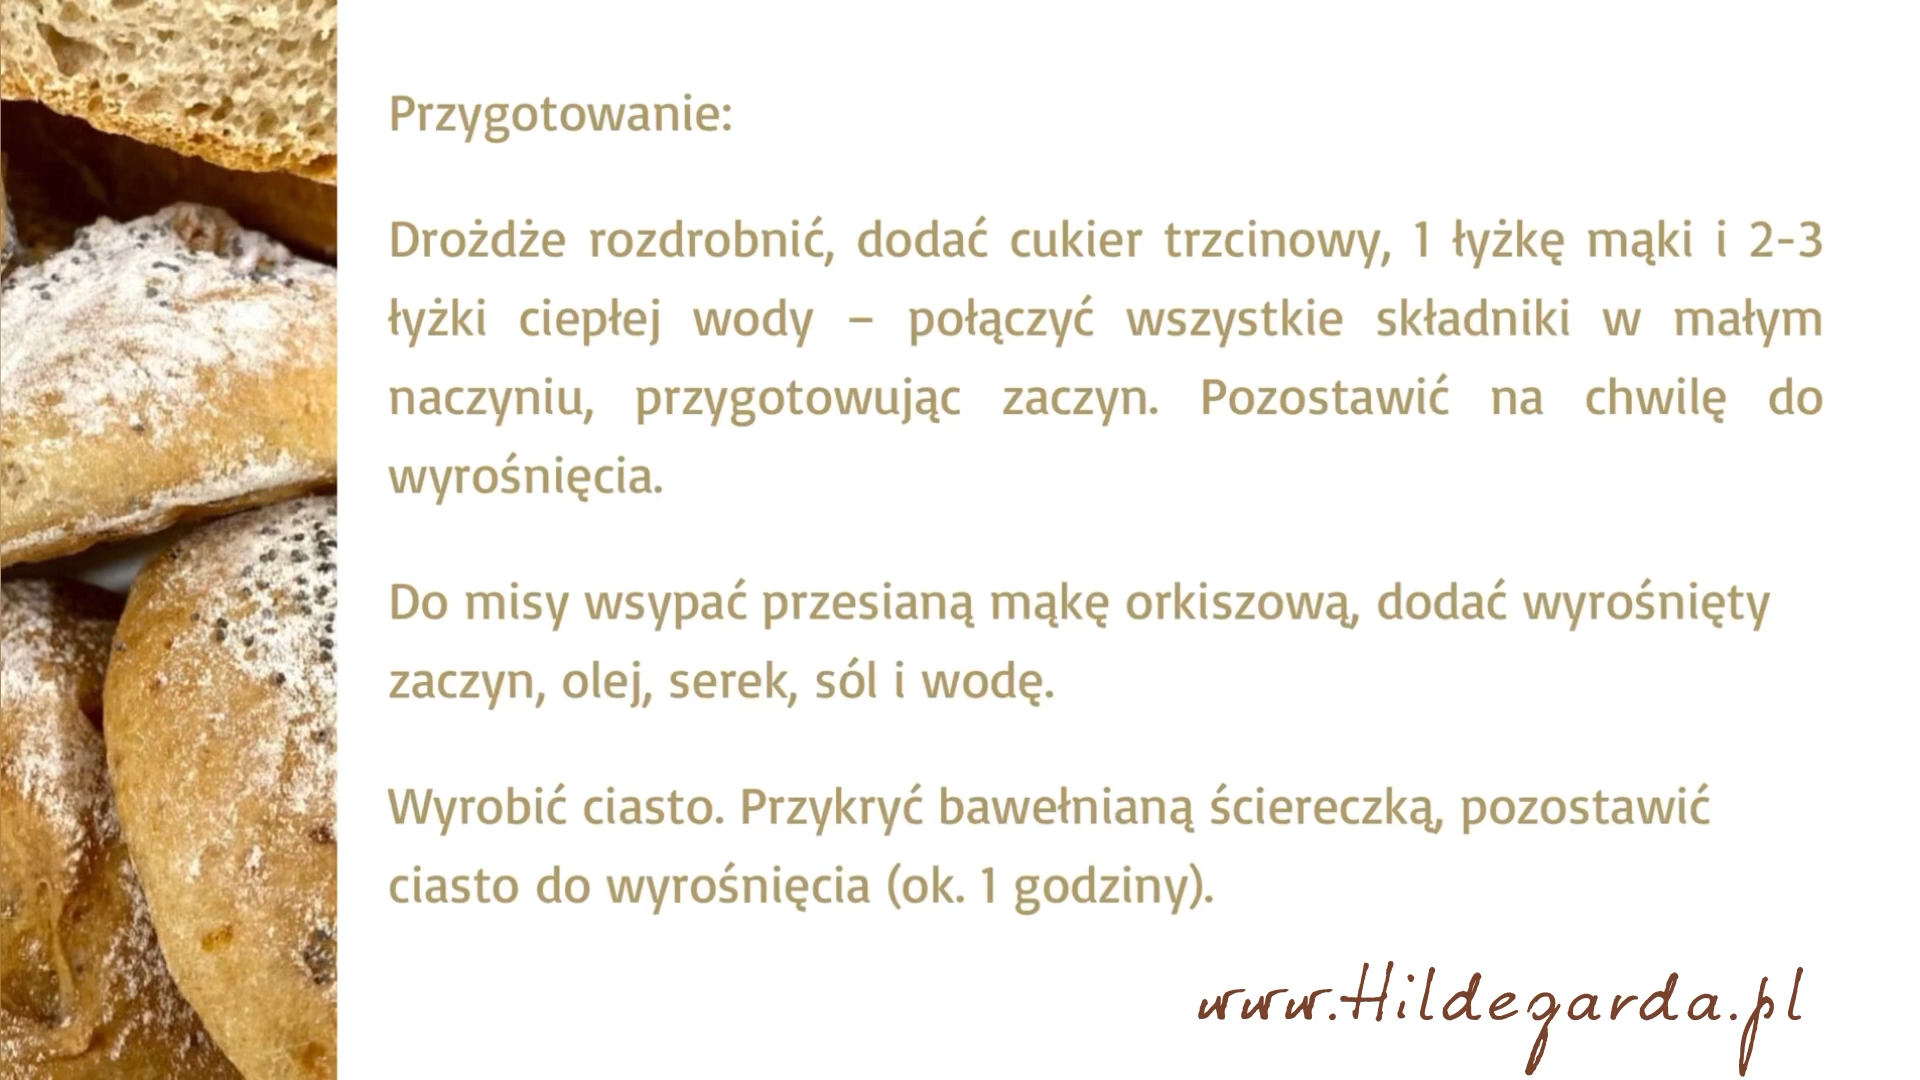 Przygotowanie:
Drożdże rozdrobnić, dodać cukier trzcinowy, 1 łyżkę mąki i 2-3
łyżki ciepłej wody – połączyć wszystkie składniki w małym
naczyniu, przygotowując zaczyn. Pozostawić na chwilę do
wyrośnięcia.
Do misy wsypać przesianą mąkę orkiszową, dodać wyrośnięty
zaczyn, olej, serek, sól i wodę.
Wyrobić ciasto. Przykryć bawełnianą ściereczką, pozostawić
ciasto do wyrośnięcia (ok. 1 godziny).
www.Hildegarda.pl